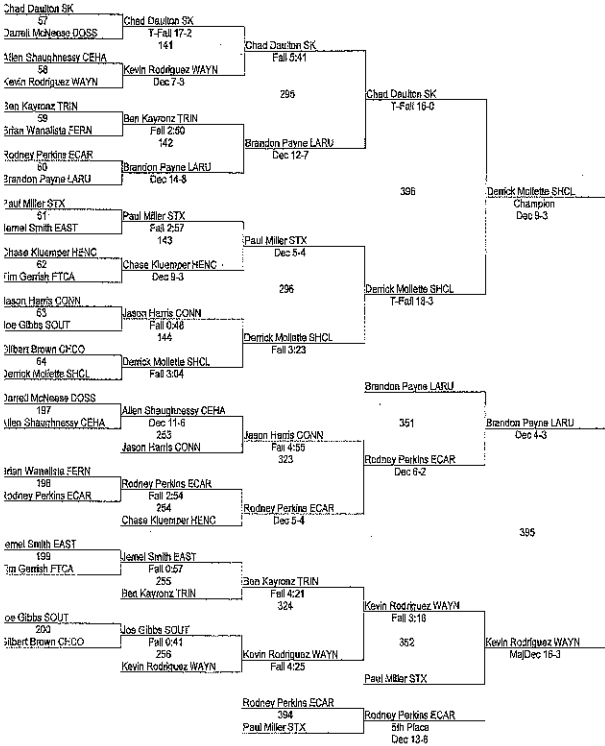 Chad Daulton SK
57
Darrell McNeese DOSS
Chad Daulton SK
T-Fall 17-2
141
Allen Shaughnessy CEHA
58
Kevin Rodriguez WAYN
Kevin Rodriguez WAYN
Dec 7-3
Chad Daulton SK
Fall 5:41
295
Ben Kayronz TRIN
59
Brian Wanalista FERN
Ben Kayronz TRIN
Fall 2:50
142
Rodney Perkins ECAR
60
Brandon Payne LARU
Brandon Payne LARU
Dec 14-8
Brandon Payne LARU
Dec 12-7
Chad Daulton SK
T-Fall 16-0
396
Derrick Mollette SHCL
Champion
Dec 9-3
Paul Miller STX
61
Jemel Smith EAST
Paul Miller STX
Fall 2:57
143
Chase Kluemper HENC
62
Tim Gerrish FTCA
Chase Kluemper HENC
Dec 9-3
Paul Miller STX
Dec 5-4
296
Jason Harris CONN
63
Joe Gibbs SOUT
Jason Harris CONN
Fall 0:48
144
Gilbert Brown CHCO
64
Derrick Mollette SHCL
Derrick Mollette SHCL
Fall 3:04
Derrick Mollette SHCL
Fall 3:23
Derrick Mollette SHCL
T-Fall 18-3
Darrell McNeese DOSS
197
Allen Shaughnessy CEHA
Allen Shaughnessy CEHA
Dec 11-6
253
Jason Harris CONN
Jason Harris CONN
Fall 4:55
323
Brian Wanalista FERN
198
Rodney Perkins ECAR
Rodney Perkins ECAR
Fall 2:54
254
Chase Kluemper HENC
Rodney Perkins ECAR
Dec 5-4
Brandon Payne LARU
351
Rodney Perkins ECAR
Dec 6-2
Brandon Payne LARU
Dec 4-3
395
Jemel Smith EAST
199
Tim Gerrish FTCA
Jemel Smith EAST
Fall 0:57
255
Ben Kayronz TRIN
Ben Kayronz TRIN
Fall 4:21
324
Joe Gibbs SOUT
200
Gilbert Brown CHCO
Joe Gibbs SOUT
Fall 0:41
256
Kevin Rodriguez WAYN
Kevin Rodriguez WAYN
Fall 4:25
Kevin Rodriguez WAYN
Fall 3:18
352
Paul Miller STX
Kevin Rodriguez WAYN
MajDec 16-3
Rodney Perkins ECAR
394
Paul Miller STX
Rodney Perkins ECAR
5th Place
Dec 13-8